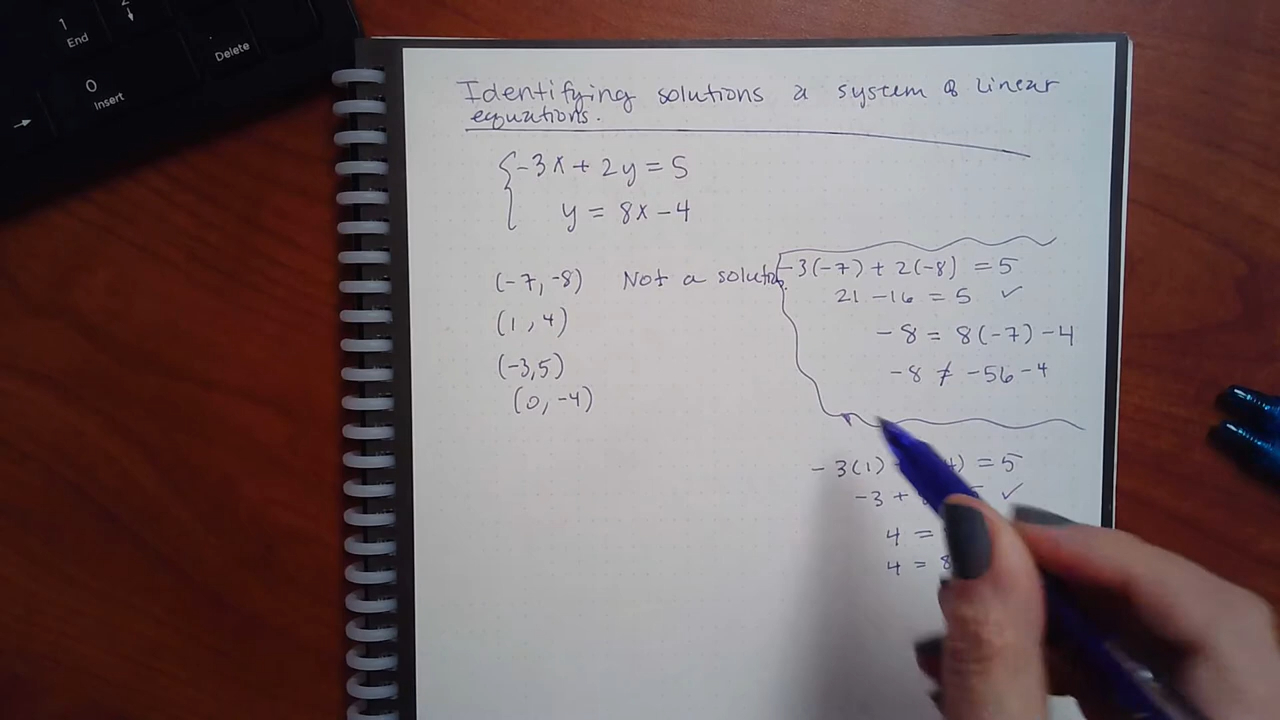 1
End
2
↓
0
Insert
Delete
→
Identifying solutions a system of linear
equations.
-3x + 2y = 5
y = 8x - 4
(-7, -8) Not a solution.
(1, 4)
(-3, 5)
(0, -4)
-3(-7) + 2(-8) = 5
21 - 16 = 5 ✓
-8 = 8(-7) - 4
-8 ≠ -56 - 4
-3(1) = 5
-3 + ✓
4 =
4 = 8